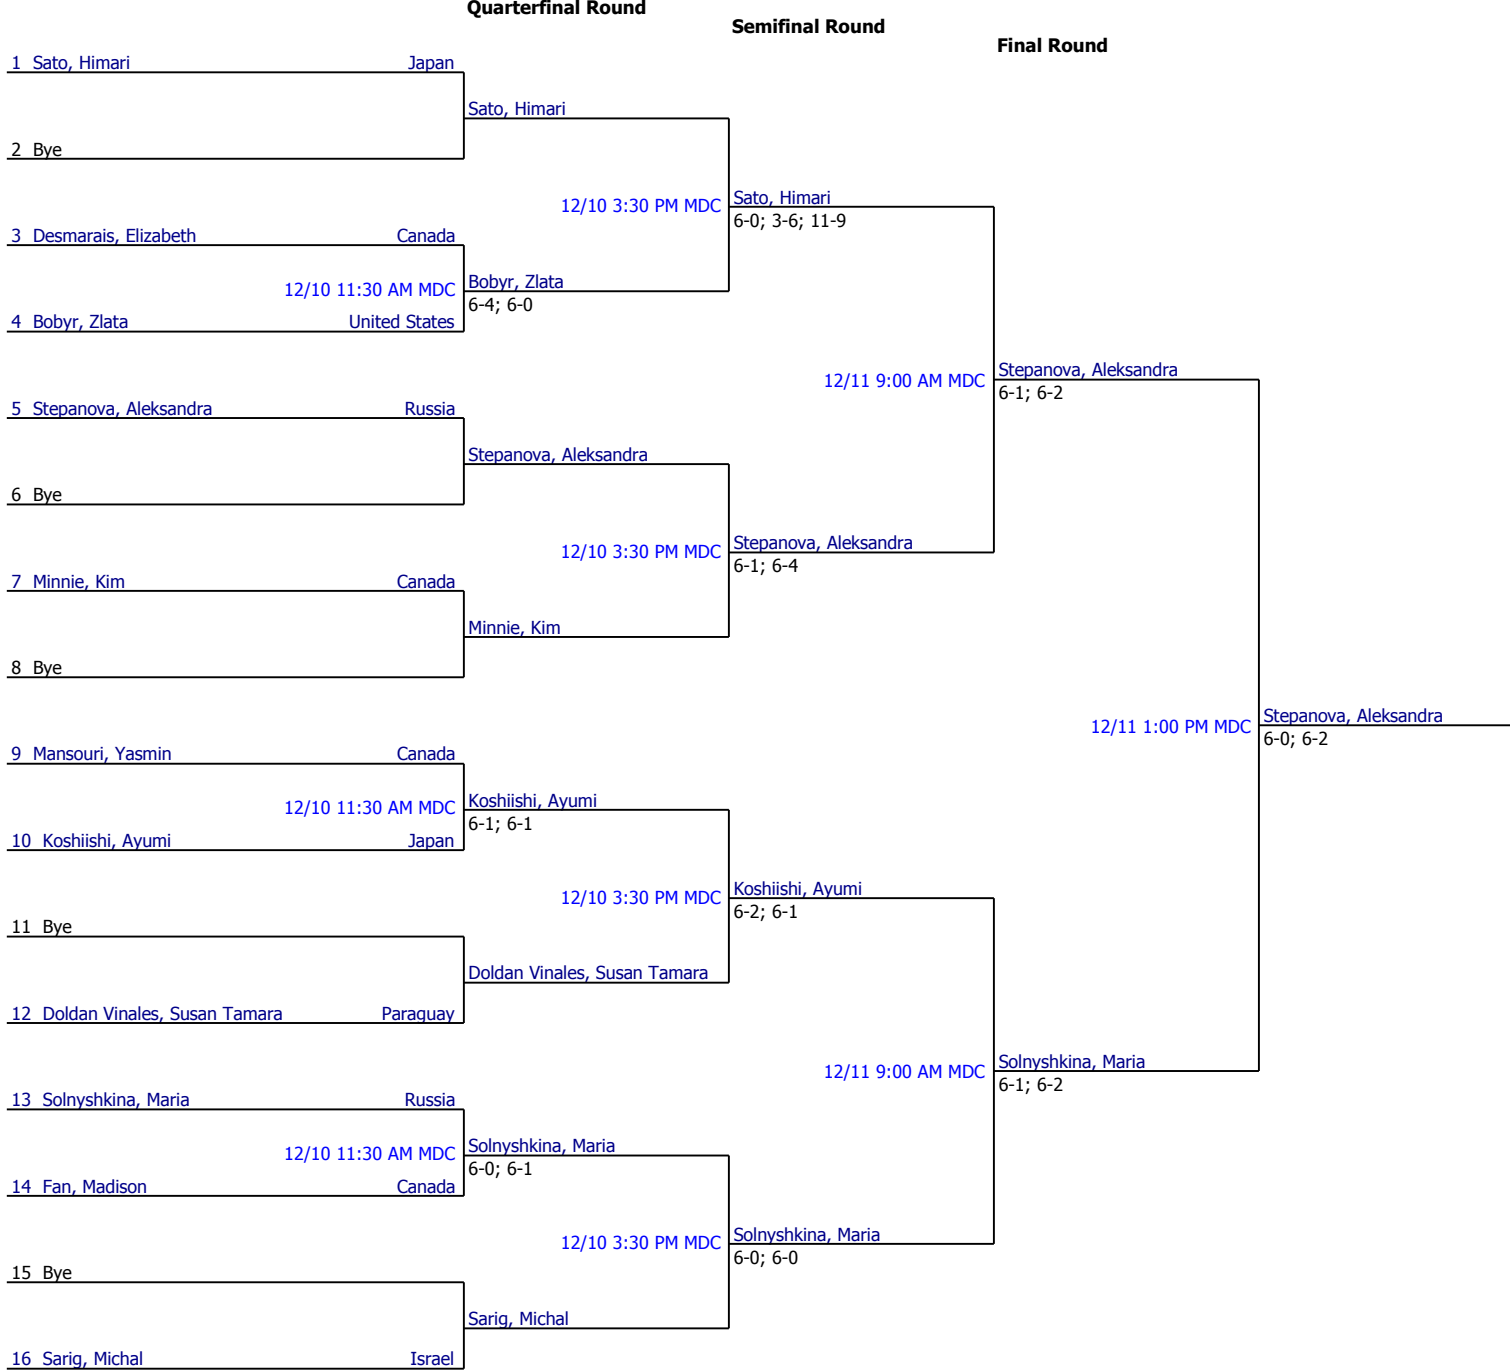 Quarterfinal Round
Semifinal Round
Final Round
1 Sato, Himari Japan
Sato, Himari
2 Bye
12/10 3:30 PM MDC Sato, Himari
6-0; 3-6; 11-9
3 Desmarais, Elizabeth Canada
12/10 11:30 AM MDC Bobyr, Zlata
6-4; 6-0
4 Bobyr, Zlata United States
12/11 9:00 AM MDC Stepanova, Aleksandra
6-1; 6-2
5 Stepanova, Aleksandra Russia
Stepanova, Aleksandra
6 Bye
12/10 3:30 PM MDC Stepanova, Aleksandra
6-1; 6-4
7 Minnie, Kim Canada
Minnie, Kim
8 Bye
12/11 1:00 PM MDC Stepanova, Aleksandra
6-0; 6-2
9 Mansouri, Yasmin Canada
12/10 11:30 AM MDC Koshiishi, Ayumi
6-1; 6-1
10 Koshiishi, Ayumi Japan
12/10 3:30 PM MDC Koshiishi, Ayumi
6-2; 6-1
11 Bye
Doldan Vinales, Susan Tamara
12 Doldan Vinales, Susan Tamara Paraguay
12/11 9:00 AM MDC Solnyshkina, Maria
6-1; 6-2
13 Solnyshkina, Maria Russia
12/10 11:30 AM MDC Solnyshkina, Maria
6-0; 6-1
14 Fan, Madison Canada
12/10 3:30 PM MDC Solnyshkina, Maria
6-0; 6-0
15 Bye
Sarig, Michal
16 Sarig, Michal Israel